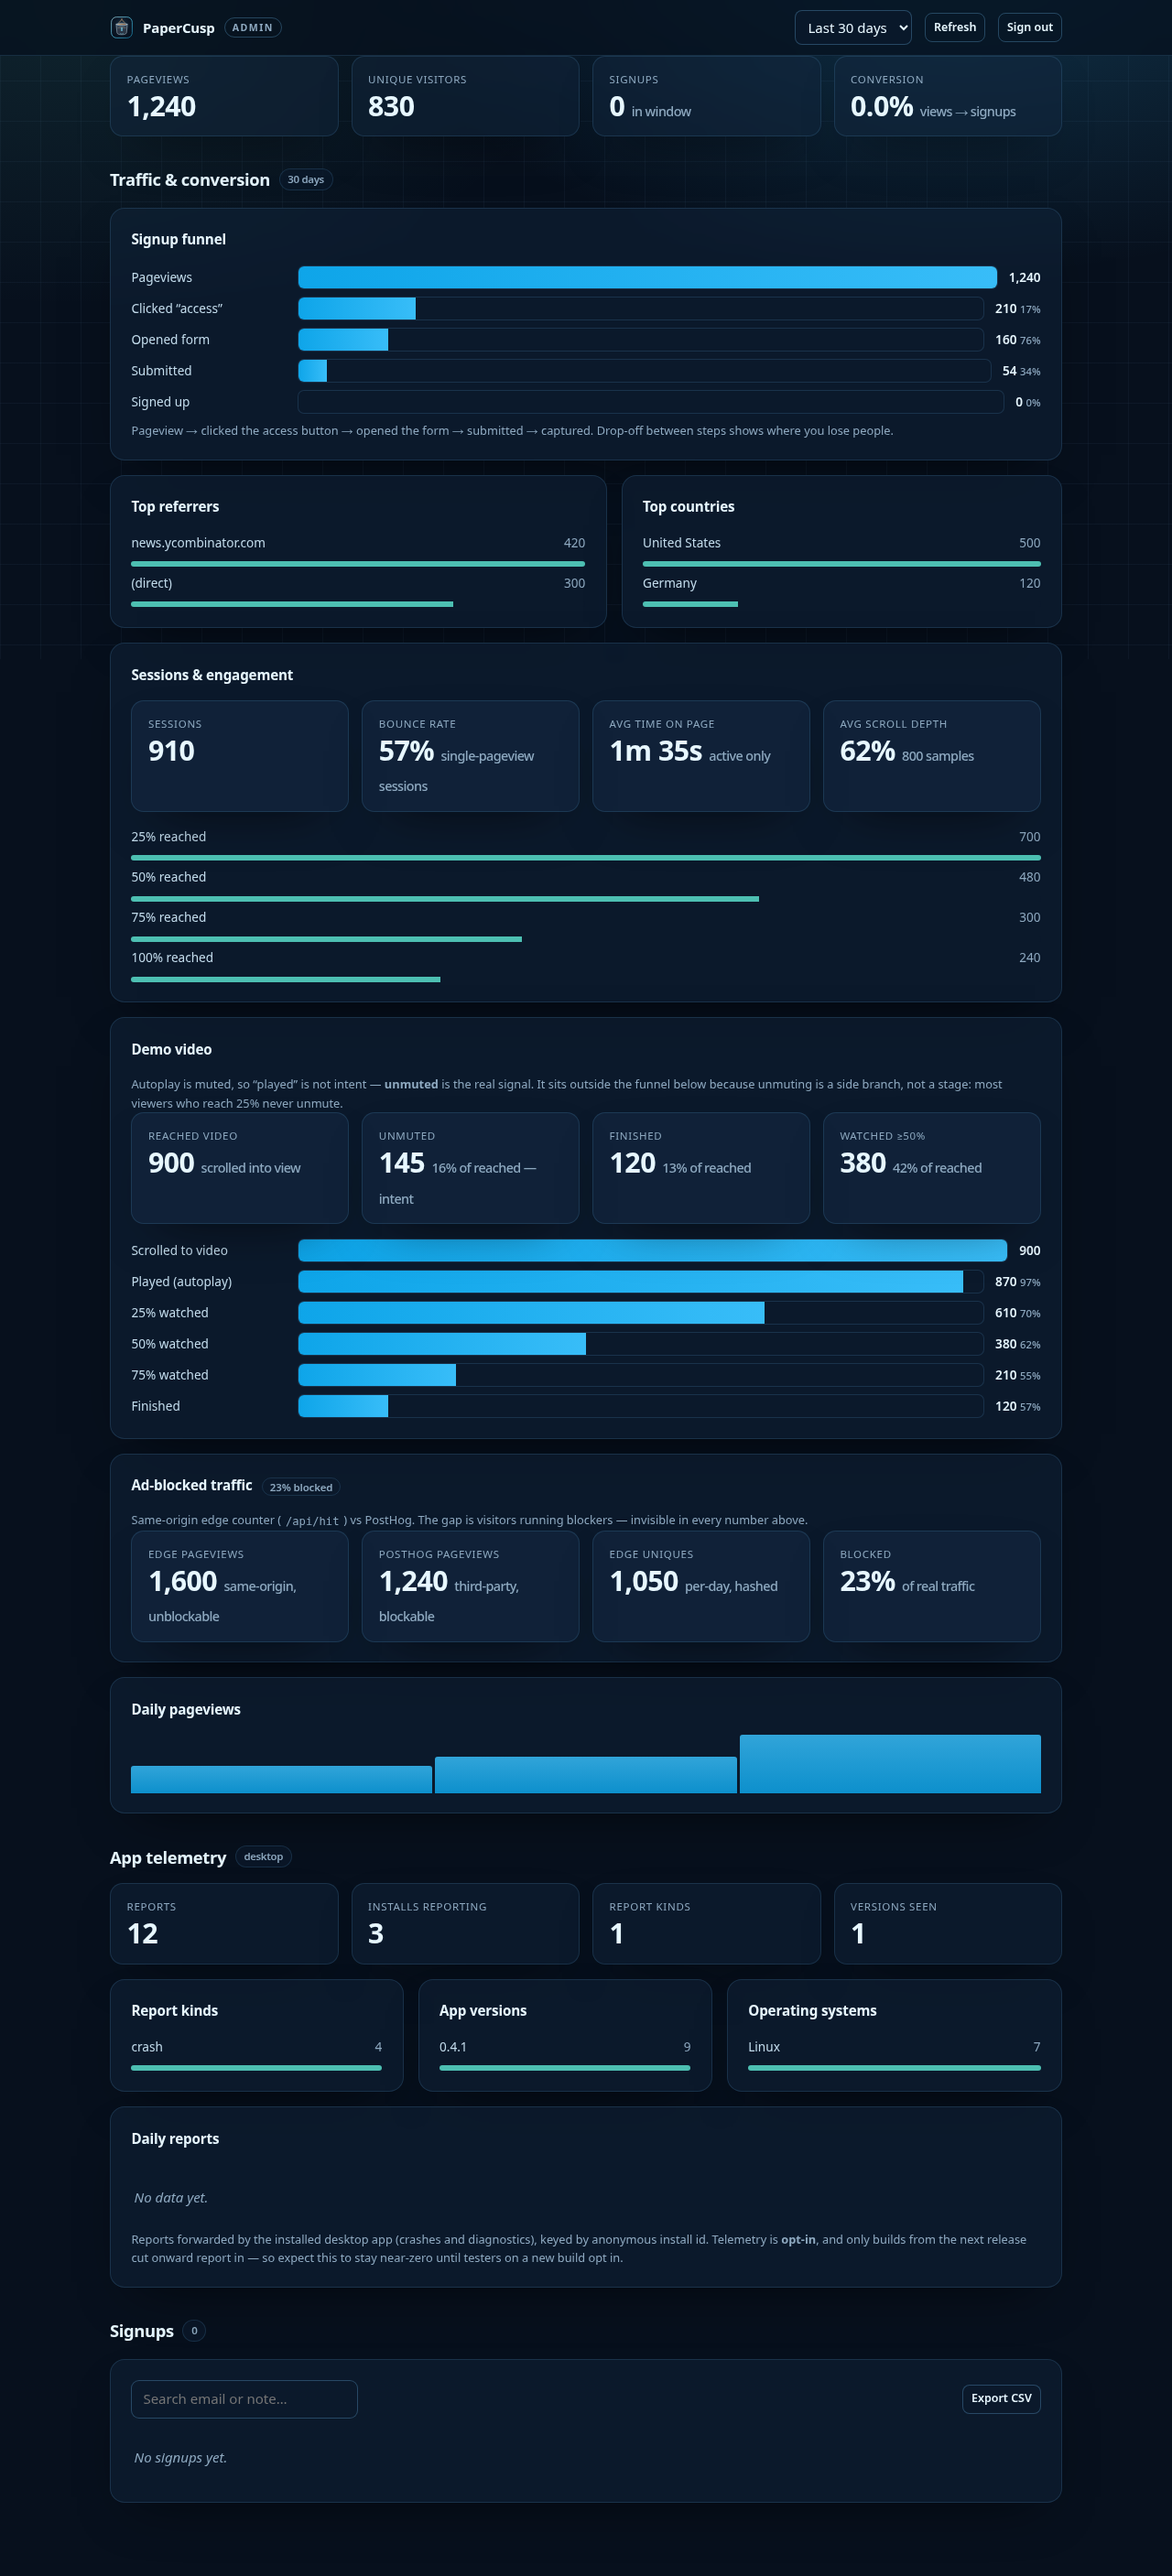 PaperCusp ADMIN Last 30 days Refresh Sign out
PAGEVIEWS
1,240
UNIQUE VISITORS
830
SIGNUPS
0 in window
CONVERSION
0.0% views → signups
Traffic & conversion 30 days
Signup funnel
Pageviews 1,240
Clicked “access” 210 17%
Opened form 160 76%
Submitted 54 34%
Signed up 0 0%
Pageview → clicked the access button → opened the form → submitted → captured. Drop-off between steps shows where you lose people.
Top referrers
news.ycombinator.com 420
(direct) 300
Top countries
United States 500
Germany 120
Sessions & engagement
SESSIONS
910
BOUNCE RATE
57% single-pageview
sessions
AVG TIME ON PAGE
1m 35s active only
AVG SCROLL DEPTH
62% 800 samples
25% reached 700
50% reached 480
75% reached 300
100% reached 240
Demo video
Autoplay is muted, so “played” is not intent — unmuted is the real signal. It sits outside the funnel below because unmuting is a side branch, not a stage: most
viewers who reach 25% never unmute.
REACHED VIDEO
900 scrolled into view
UNMUTED
145 16% of reached —
intent
FINISHED
120 13% of reached
WATCHED ≥50%
380 42% of reached
Scrolled to video 900
Played (autoplay) 870 97%
25% watched 610 70%
50% watched 380 62%
75% watched 210 55%
Finished 120 57%
Ad-blocked traffic 23% blocked
Same-origin edge counter ( /api/hit ) vs PostHog. The gap is visitors running blockers — invisible in every number above.
EDGE PAGEVIEWS
1,600 same-origin,
unblockable
POSTHOG PAGEVIEWS
1,240 third-party,
blockable
EDGE UNIQUES
1,050 per-day, hashed
BLOCKED
23% of real traffic
Daily pageviews
App telemetry desktop
REPORTS
12
INSTALLS REPORTING
3
REPORT KINDS
1
VERSIONS SEEN
1
Report kinds
crash 4
App versions
0.4.1 9
Operating systems
Linux 7
Daily reports
No data yet.
Reports forwarded by the installed desktop app (crashes and diagnostics), keyed by anonymous install id. Telemetry is opt-in, and only builds from the next release
cut onward report in — so expect this to stay near-zero until testers on a new build opt in.
Signups 0
Search email or note... Export CSV
No signups yet.